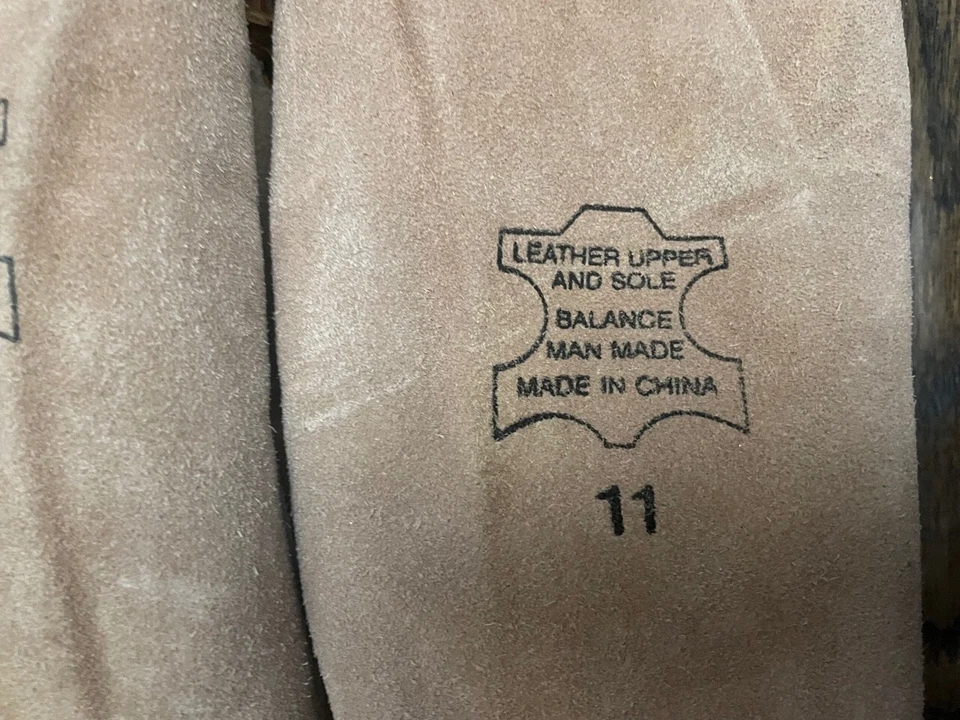 LEATHER UPPER
AND SOLE
BALANCE
MAN MADE
MADE IN CHINA
11